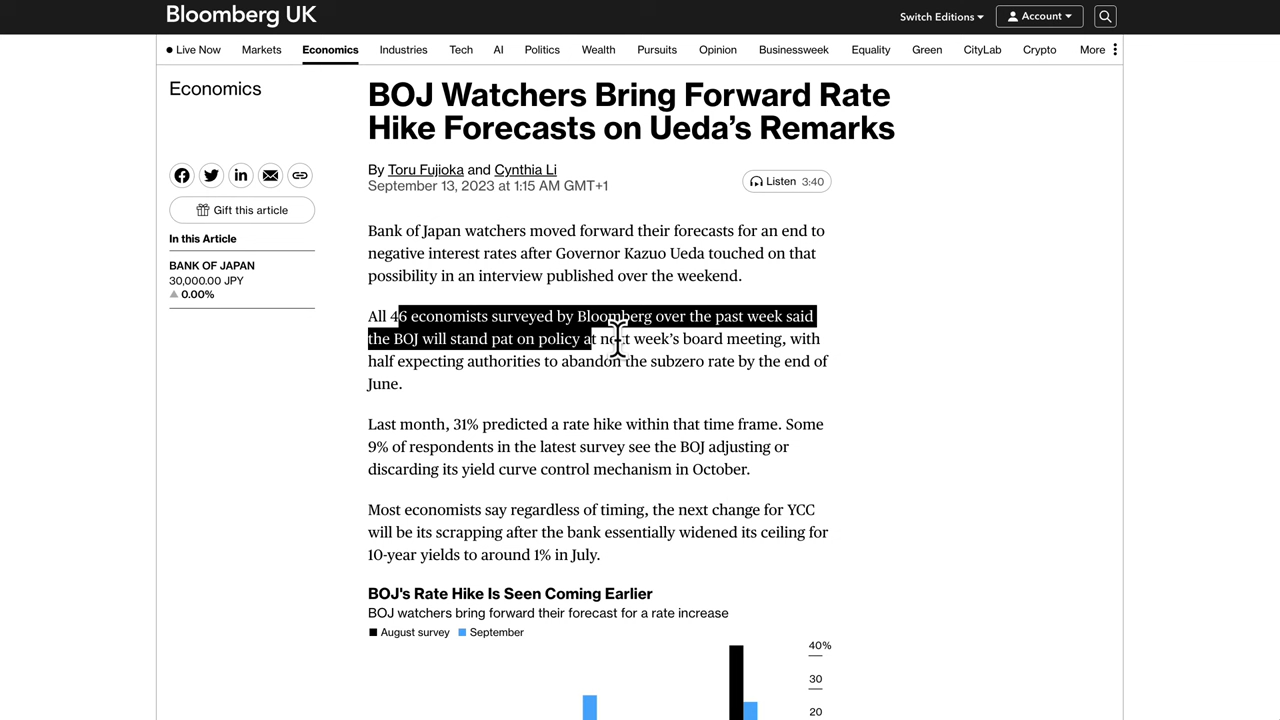 Bloomberg UK
Switch Editions
Account
Live Now Markets Economics Industries Tech AI Politics Wealth Pursuits Opinion Businessweek Equality Green CityLab Crypto More
Economics
BOJ Watchers Bring Forward Rate
Hike Forecasts on Ueda's Remarks
By Toru Fujioka and Cynthia Li
September 13, 2023 at 1:15 AM GMT+1
Listen 3:40
Gift this article
In this Article
BANK OF JAPAN
30,000.00 JPY
0.00%
Bank of Japan watchers moved forward their forecasts for an end to
negative interest rates after Governor Kazuo Ueda touched on that
possibility in an interview published over the weekend.
All 46 economists surveyed by Bloomberg over the past week said
the BOJ will stand pat on policy at next week's board meeting, with
half expecting authorities to abandon the subzero rate by the end of
June.
Last month, 31% predicted a rate hike within that time frame. Some
9% of respondents in the latest survey see the BOJ adjusting or
discarding its yield curve control mechanism in October.
Most economists say regardless of timing, the next change for YCC
will be its scrapping after the bank essentially widened its ceiling for
10-year yields to around 1% in July.
BOJ's Rate Hike Is Seen Coming Earlier
BOJ watchers bring forward their forecast for a rate increase
August survey September
40%
30
20